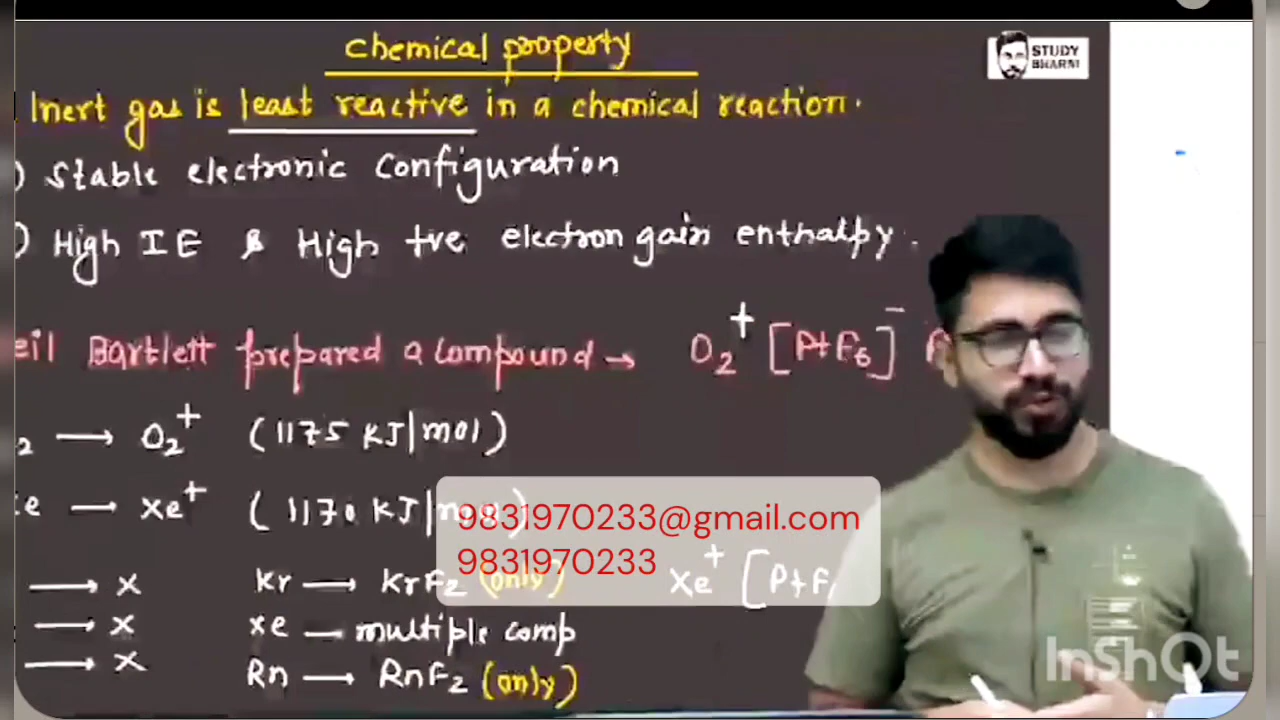 chemical property
STUDY
Inert gas is least reactive in a chemical reaction.
) Stable electronic configuration
) High IE & High +ve electron gain enthalpy.
eil Bartlett prepared a compound → O₂⁺ [PtF₆]⁻
₂ → O₂⁺ (1175 KJ|mol)
e → Xe⁺ (1170 KJ|mol)
9831970233@gmail.com
9831970233
→ X Kr → KrF₂ (only) Xe⁺ [PtF
→ X Xe – multiple comp
→ X Rn → RnF₂ (only)
InShOt